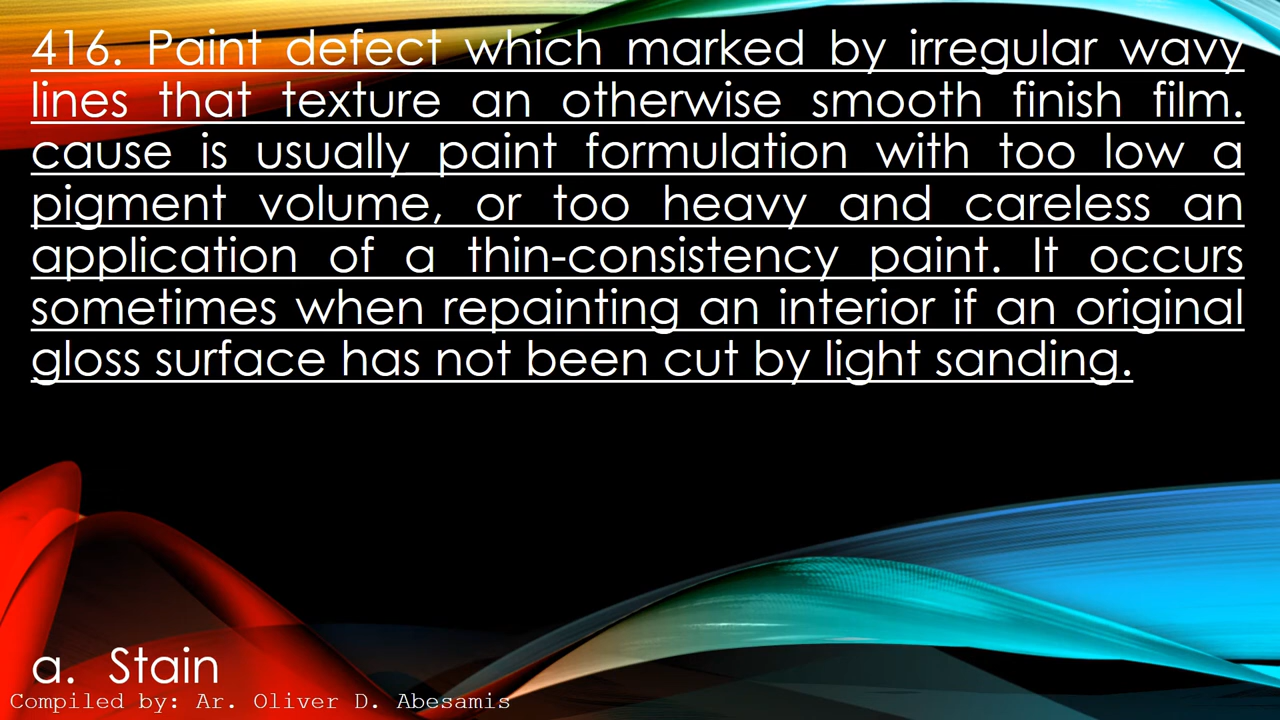 416. Paint defect which marked by irregular wavy
lines that texture an otherwise smooth finish film.
cause is usually paint formulation with too low a
pigment volume, or too heavy and careless an
application of a thin-consistency paint. It occurs
sometimes when repainting an interior if an original
gloss surface has not been cut by light sanding.
a. Stain
Compiled by: Ar. Oliver D. Abesamis